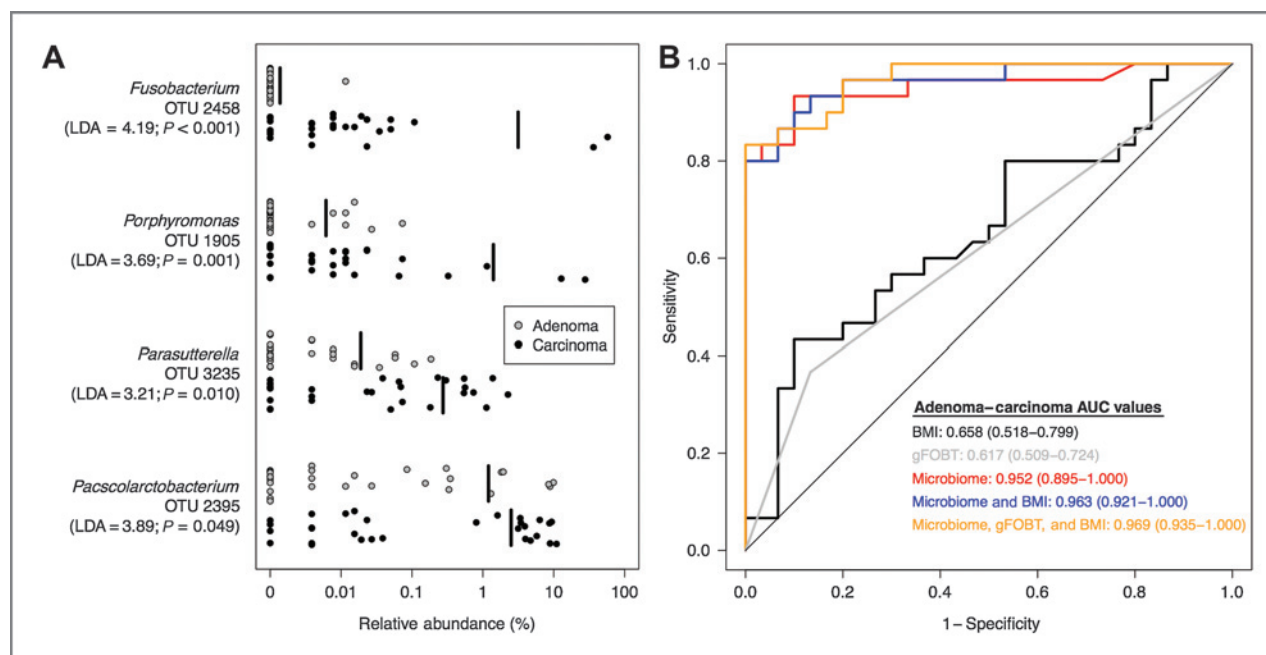 A
Fusobacterium
OTU 2458
(LDA = 4.19; P < 0.001)
Porphyromonas
OTU 1905
(LDA = 3.69; P = 0.001)
Parasutterella
OTU 3235
(LDA = 3.21; P = 0.010)
Pacscolarctobacterium
OTU 2395
(LDA = 3.89; P = 0.049)
Adenoma
Carcinoma
0 0.01 0.1 1 10 100
Relative abundance (%)
B
1.0
0.8
0.6
0.4
0.2
0.0
Sensitivity
Adenoma–carcinoma AUC values
BMI: 0.658 (0.518–0.799)
gFOBT: 0.617 (0.509–0.724)
Microbiome: 0.952 (0.895–1.000)
Microbiome and BMI: 0.963 (0.921–1.000)
Microbiome, gFOBT, and BMI: 0.969 (0.935–1.000)
0.0 0.2 0.4 0.6 0.8 1.0
1 – Specificity